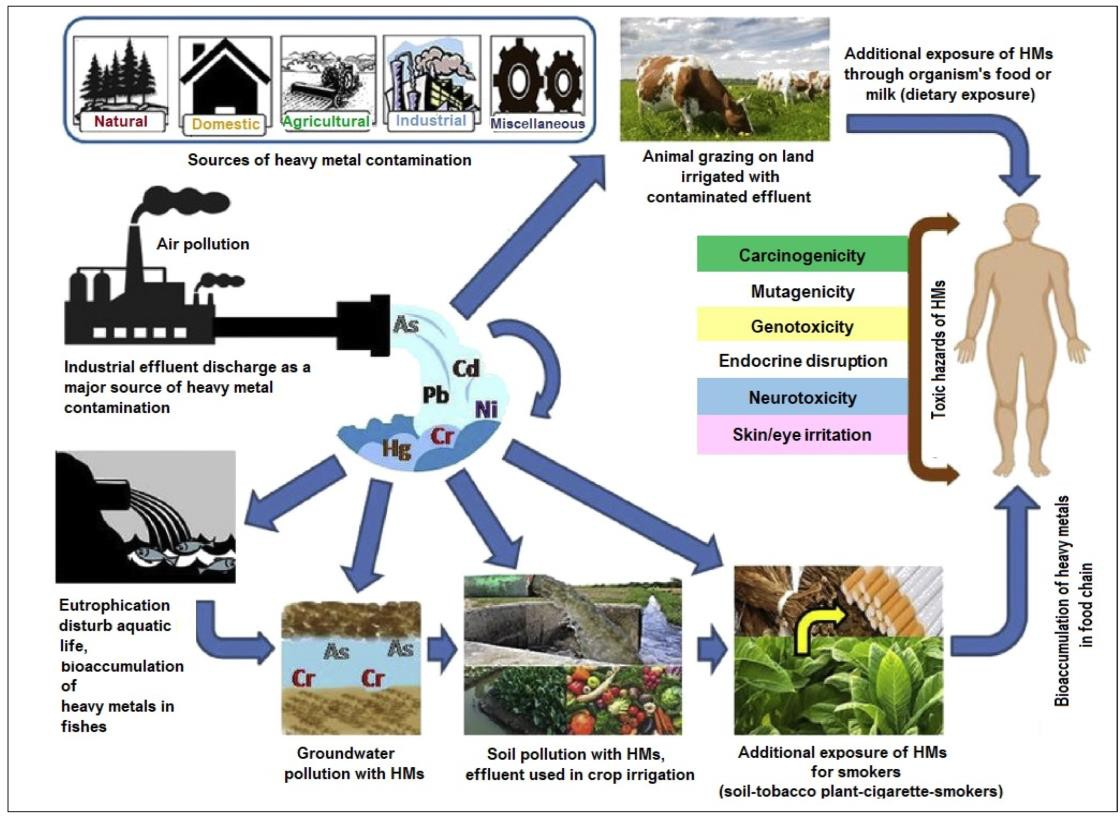 Natural
Domestic
Agricultural
Industrial
Miscellaneous
Sources of heavy metal contamination
Additional exposure of HMs
through organism's food or
milk (dietary exposure)
Animal grazing on land
irrigated with
contaminated effluent
Air pollution
Industrial effluent discharge as a
major source of heavy metal
contamination
As
Cd
Pb
Ni
Cr
Hg
Carcinogenicity
Mutagenicity
Genotoxicity
Endocrine disruption
Neurotoxicity
Skin/eye irritation
Toxic hazards of HMs
Eutrophication
disturb aquatic
life,
bioaccumulation
of
heavy metals in
fishes
As As
Cr Cr
Groundwater
pollution with HMs
Soil pollution with HMs,
effluent used in crop irrigation
Additional exposure of HMs
for smokers
(soil-tobacco plant-cigarette-smokers)
Bioaccumulation of heavy metals
in food chain